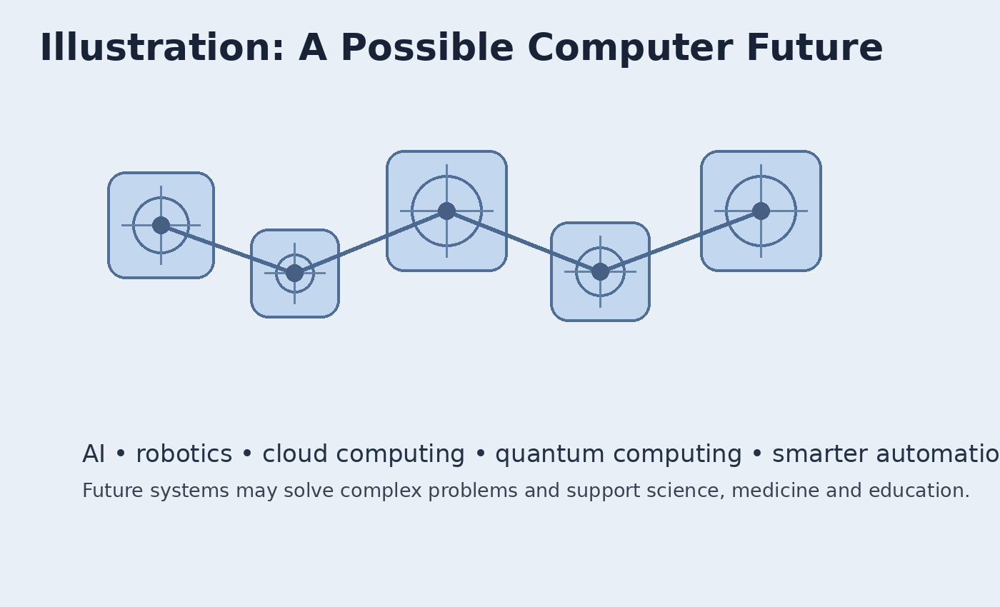 Illustration: A Possible Computer Future
AI • robotics • cloud computing • quantum computing • smarter automatio
Future systems may solve complex problems and support science, medicine and education.